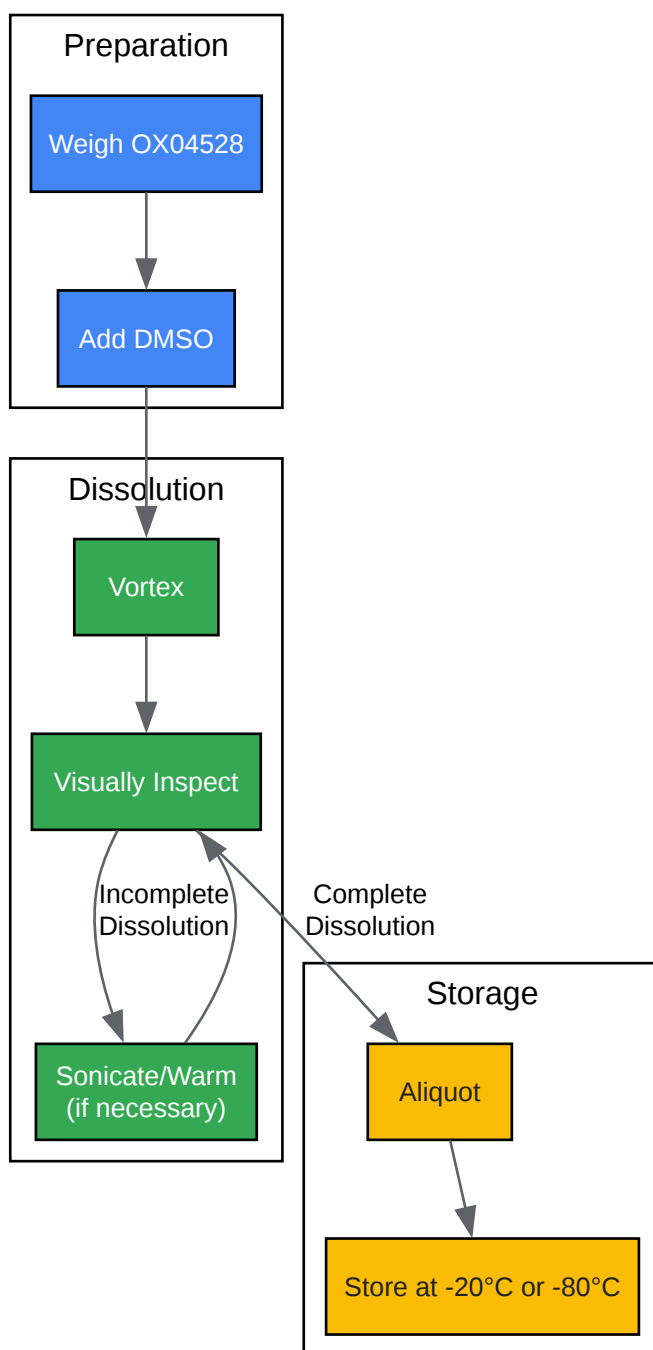 Preparation
Weigh OX04528
Add DMSO
Dissolution
Vortex
Visually Inspect
Incomplete
Dissolution
Complete
Dissolution
Sonicate/Warm
(if necessary)
Storage
Aliquot
Store at -20°C or -80°C